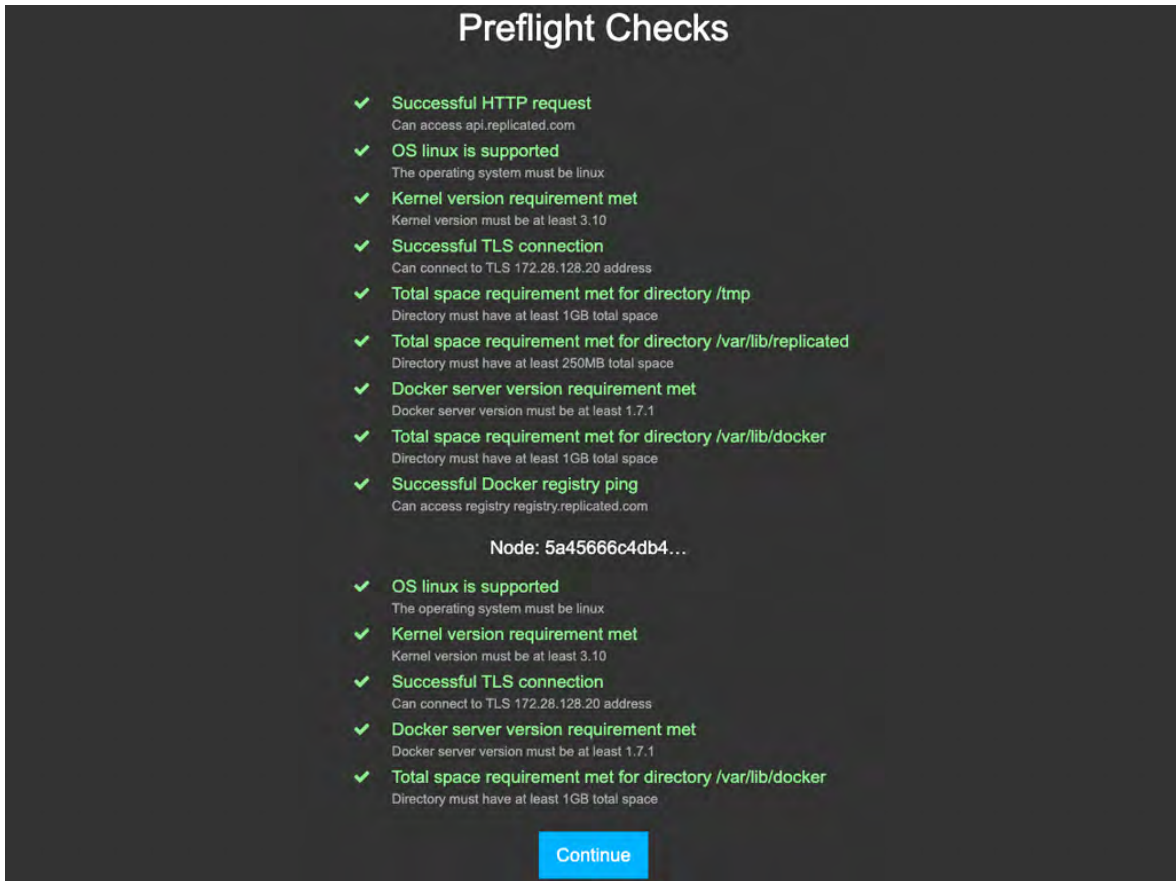 Preflight Checks
Successful HTTP request
Can access api.replicated.com
OS linux is supported
The operating system must be linux
Kernel version requirement met
Kernel version must be at least 3.10
Successful TLS connection
Can connect to TLS 172.28.128.20 address
Total space requirement met for directory /tmp
Directory must have at least 1GB total space
Total space requirement met for directory /var/lib/replicated
Directory must have at least 250MB total space
Docker server version requirement met
Docker server version must be at least 1.7.1
Total space requirement met for directory /var/lib/docker
Directory must have at least 1GB total space
Successful Docker registry ping
Can access registry registry.replicated.com
Node: 5a45666c4db4…
OS linux is supported
The operating system must be linux
Kernel version requirement met
Kernel version must be at least 3.10
Successful TLS connection
Can connect to TLS 172.28.128.20 address
Docker server version requirement met
Docker server version must be at least 1.7.1
Total space requirement met for directory /var/lib/docker
Directory must have at least 1GB total space
Continue